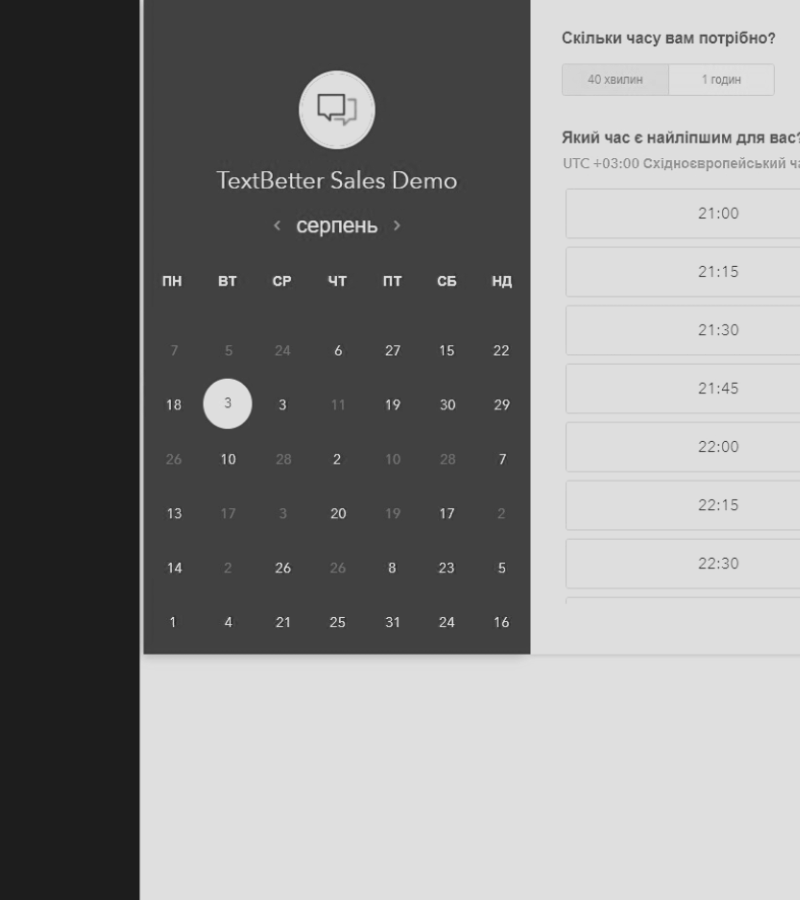 TextBetter Sales Demo
‹ серпень ›
ПН ВТ СР ЧТ ПТ СБ НД
7 5 24 6 27 15 22
18 3 3 11 19 30 29
26 10 28 2 10 28 7
13 17 3 20 19 17 2
14 2 26 26 8 23 5
1 4 21 25 31 24 16
Скільки часу вам потрібно?
40 хвилин 1 годин
Який час є найліпшим для вас?
UTC +03:00 Східноєвропейський
21:00
21:15
21:30
21:45
22:00
22:15
22:30